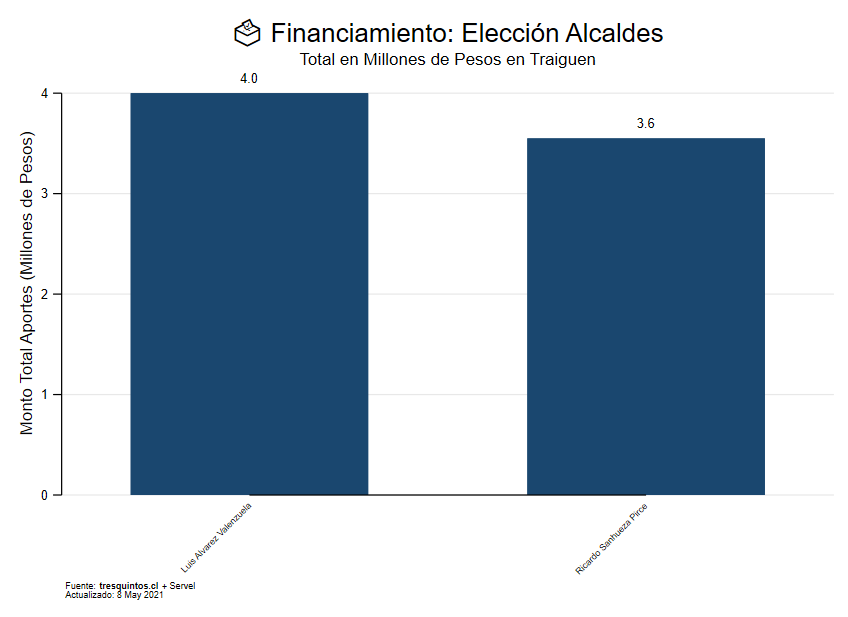 Financiamiento: Elección Alcaldes
Total en Millones de Pesos en Traiguen
Monto Total Aportes (Millones de Pesos)
4
3
2
1
0
4.0
3.6
Luis Alvarez Valenzuela
Ricardo Sanhueza Pirce
Fuente: tresquintos.cl + Servel
Actualizado: 8 May 2021